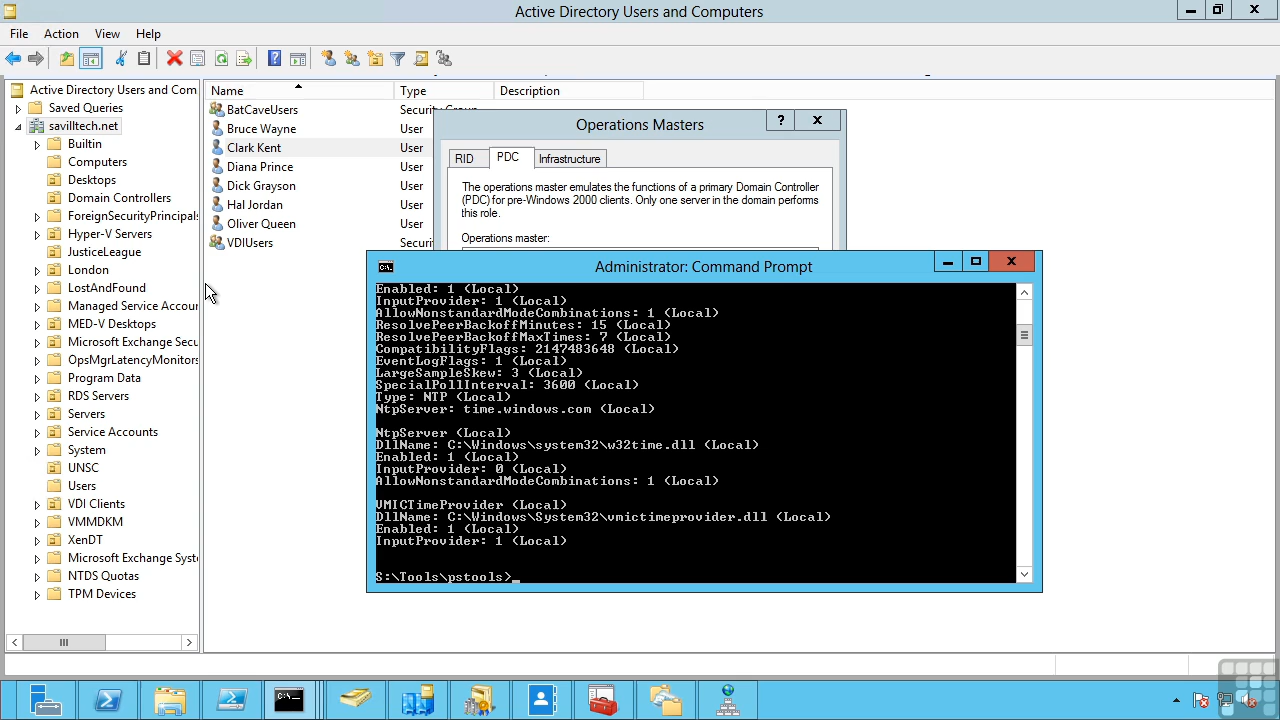 Active Directory Users and Computers
File Action View Help
Active Directory Users and Com
Saved Queries
savilltech.net
Builtin
Computers
Desktops
Domain Controllers
ForeignSecurityPrincipals
Hyper-V Servers
JusticeLeague
London
LostAndFound
Managed Service Accour
MED-V Desktops
Microsoft Exchange Secu
OpsMgrLatencyMonitors
Program Data
RDS Servers
Servers
Service Accounts
System
UNSC
Users
VDI Clients
VMMDKM
XenDT
Microsoft Exchange Syste
NTDS Quotas
TPM Devices
Name Type Description
BatCaveUsers Security Group
Bruce Wayne User
Clark Kent User
Diana Prince User
Dick Grayson User
Hal Jordan User
Oliver Queen User
VDIUsers Securi
Operations Masters
RID PDC Infrastructure
The operations master emulates the functions of a primary Domain Controller
(PDC) for pre-Windows 2000 clients. Only one server in the domain performs
this role.
Operations master:
Administrator: Command Prompt
Enabled: 1 (Local)
InputProvider: 1 (Local)
AllowNonstandardModeCombinations: 1 (Local)
ResolvePeerBackoffMinutes: 15 (Local)
ResolvePeerBackoffMaxTimes: 7 (Local)
CompatibilityFlags: 2147483648 (Local)
EventLogFlags: 1 (Local)
LargeSampleSkew: 3 (Local)
SpecialPollInterval: 3600 (Local)
Type: NTP (Local)
NtpServer: time.windows.com (Local)
NtpServer (Local)
DllName: C:\Windows\system32\w32time.dll (Local)
Enabled: 1 (Local)
InputProvider: 0 (Local)
AllowNonstandardModeCombinations: 1 (Local)
VMICTimeProvider (Local)
DllName: C:\Windows\System32\vmictimeprovider.dll (Local)
Enabled: 1 (Local)
InputProvider: 1 (Local)
S:\Tools\pstools>_